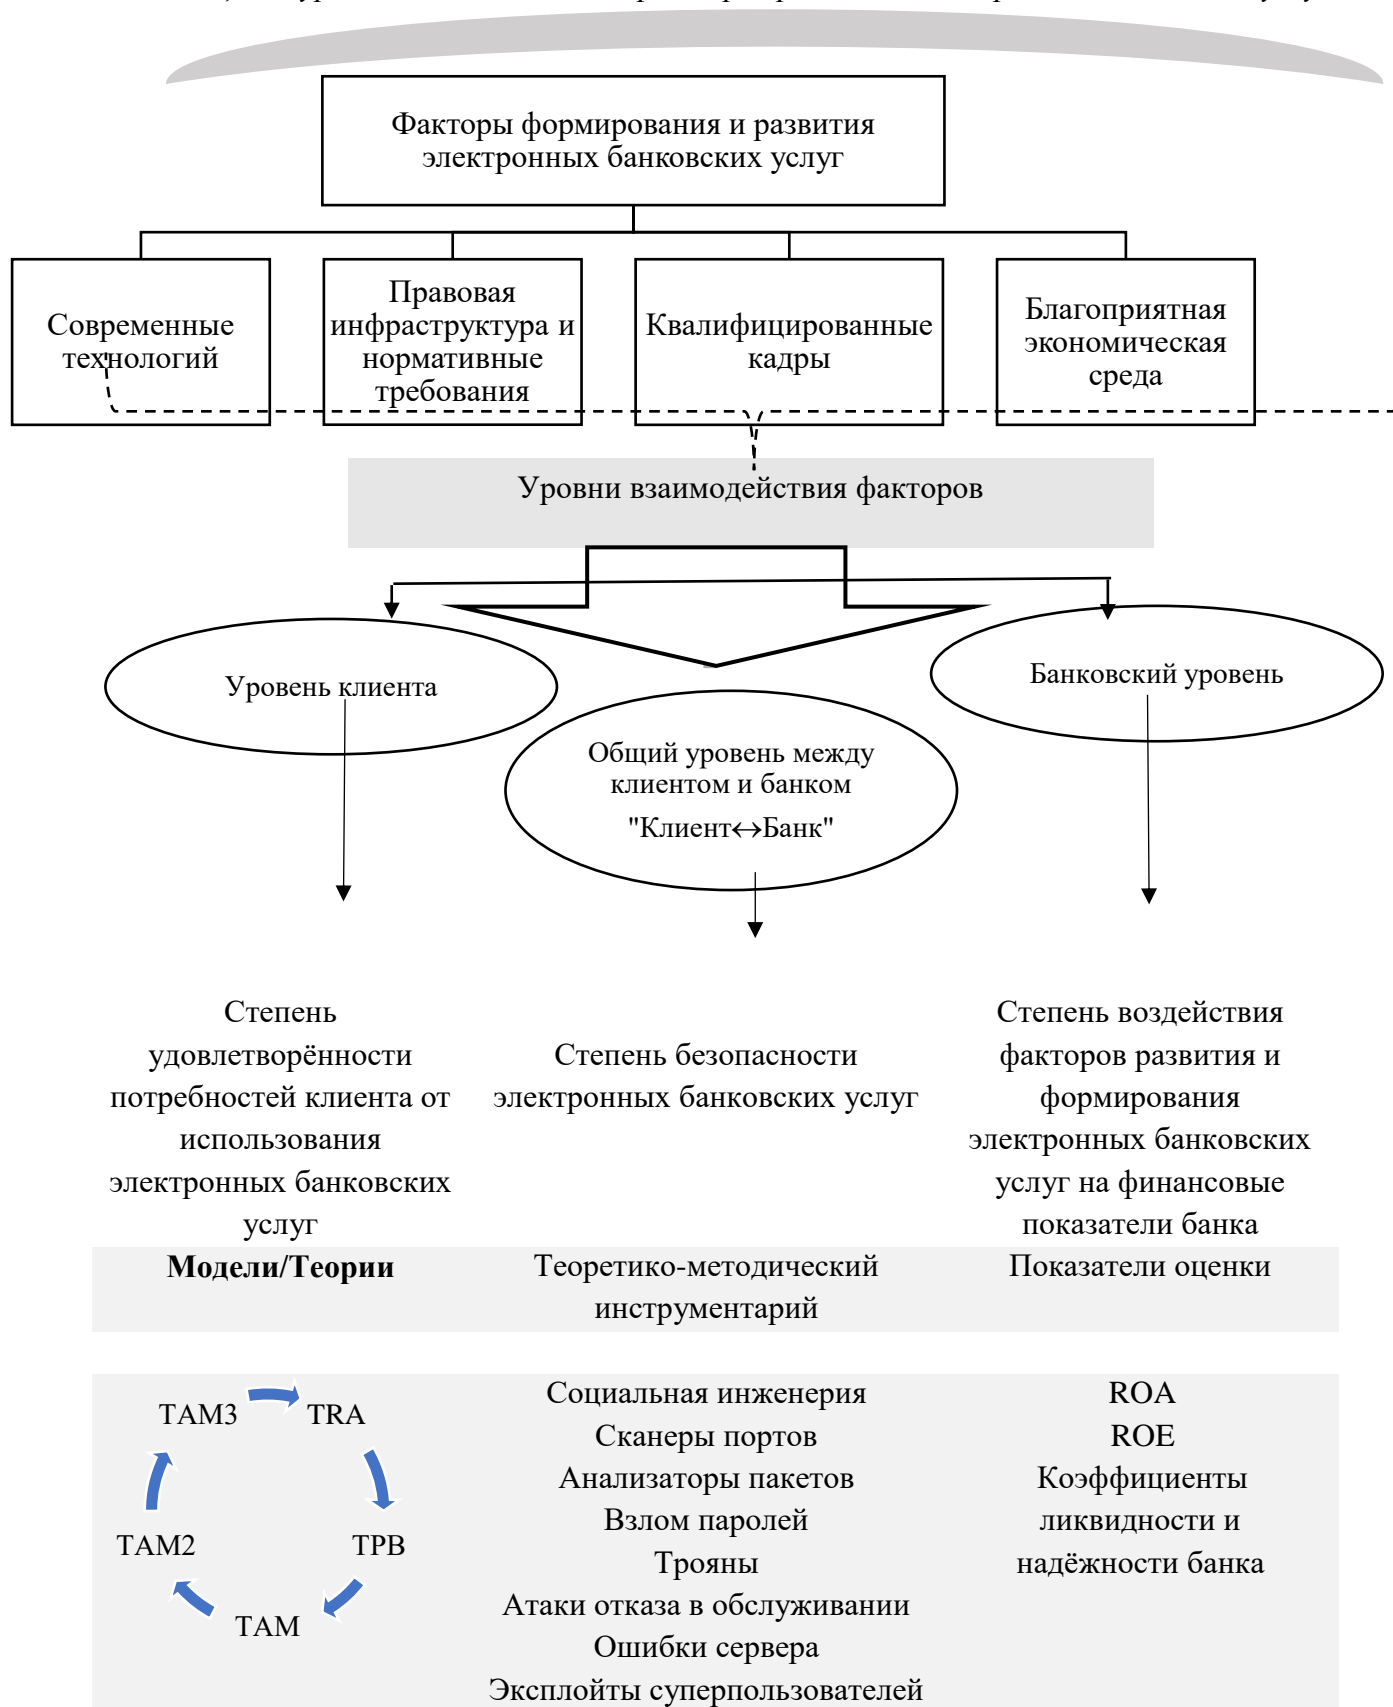 Факторы формирования и развития
электронных банковских услуг
Современные
технологий
Правовая
инфраструктура и
нормативные
требования
Квалифицированные
кадры
Благоприятная
экономическая
среда
Уровни взаимодействия факторов
Уровень клиента
Общий уровень между
клиентом и банком
"Клиент↔Банк"
Банковский уровень
Степень
удовлетворённости
потребностей клиента от
использования
электронных банковских
услуг
Степень безопасности
электронных банковских услуг
Степень воздействия
факторов развития и
формирования
электронных банковских
услуг на финансовые
показатели банка
Модели/Теории
Теоретико-методический
инструментарий
Показатели оценки
TAM3
TRA
TPB
TAM
TAM2
Социальная инженерия
Сканеры портов
Анализаторы пакетов
Взлом паролей
Трояны
Атаки отказа в обслуживании
Ошибки сервера
Эксплойты суперпользователей
ROA
ROE
Коэффициенты
ликвидности и
надёжности банка